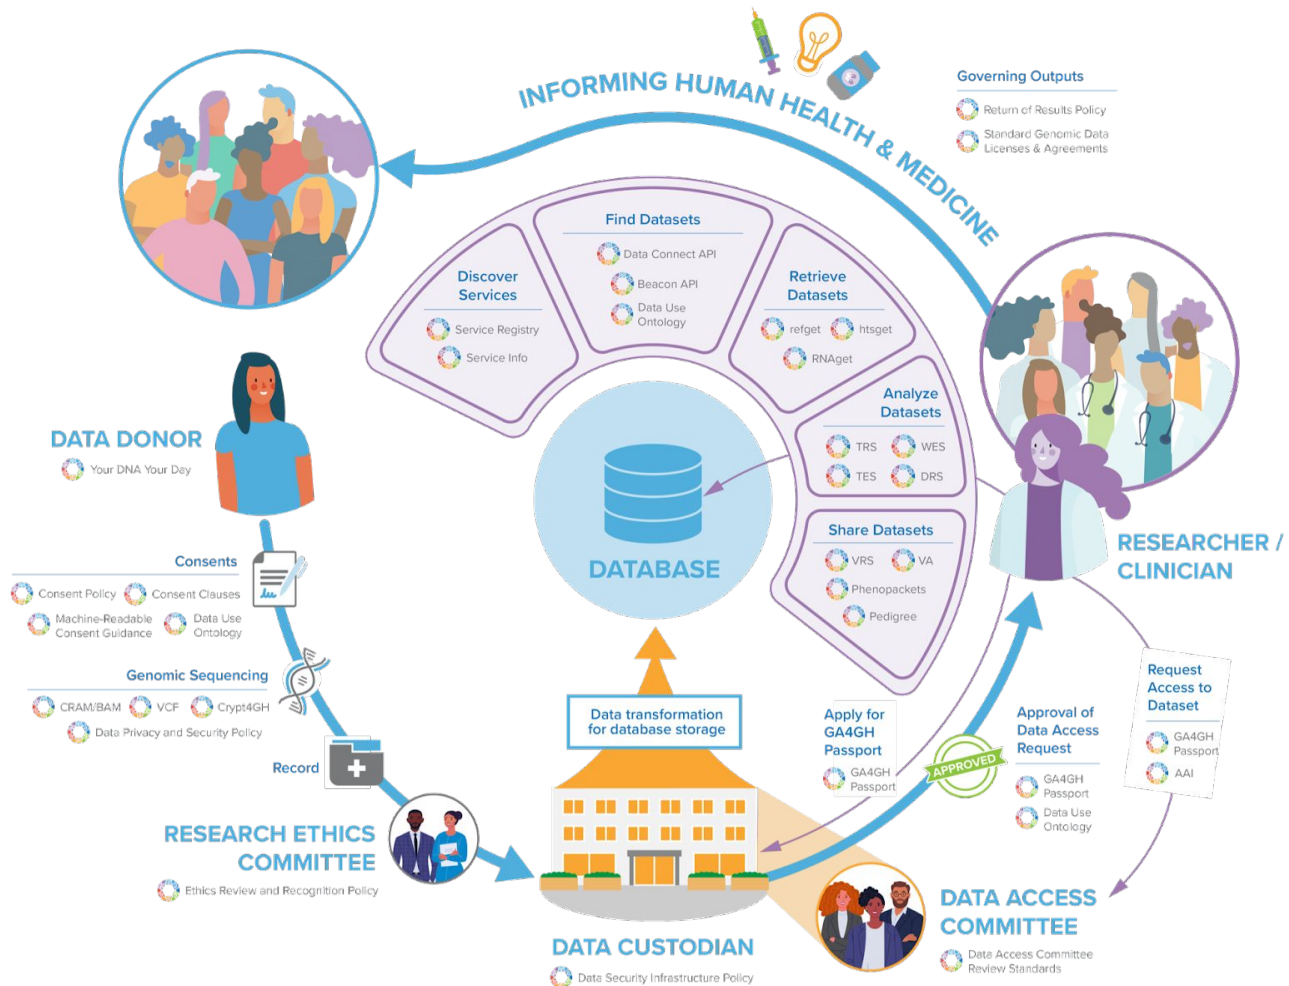 INFORMING HUMAN HEALTH & MEDICINE
Governing Outputs
Return of Results Policy
Standard Genomic Data
Licenses & Agreements
Discover
Services
Service Registry
Service Info
Find Datasets
Data Connect API
Beacon API
Data Use
Ontology
Retrieve
Datasets
refget
htsget
RNAget
Analyze
Datasets
TRS
WES
TES
DRS
Share Datasets
VRS
VA
Phenopackets
Pedigree
DATABASE
DATA DONOR
Your DNA Your Day
Consents
Consent Policy
Consent Clauses
Machine-Readable
Consent Guidance
Data Use
Ontology
Genomic Sequencing
CRAM/BAM
VCF
Crypt4GH
Data Privacy and Security Policy
Record
RESEARCH ETHICS
COMMITTEE
Ethics Review and Recognition Policy
Data transformation
for database storage
DATA CUSTODIAN
Data Security Infrastructure Policy
RESEARCHER /
CLINICIAN
Request
Access to
Dataset
GA4GH
Passport
AAI
Apply for
GA4GH
Passport
GA4GH
Passport
APPROVED
Approval of
Data Access
Request
GA4GH
Passport
Data Use
Ontology
DATA ACCESS
COMMITTEE
Data Access Committee
Review Standards